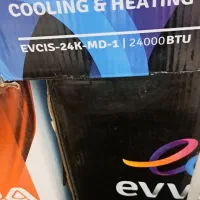 COOLING & HEATING
EVCIS-24K-MD-1 | 24000BTU
evv